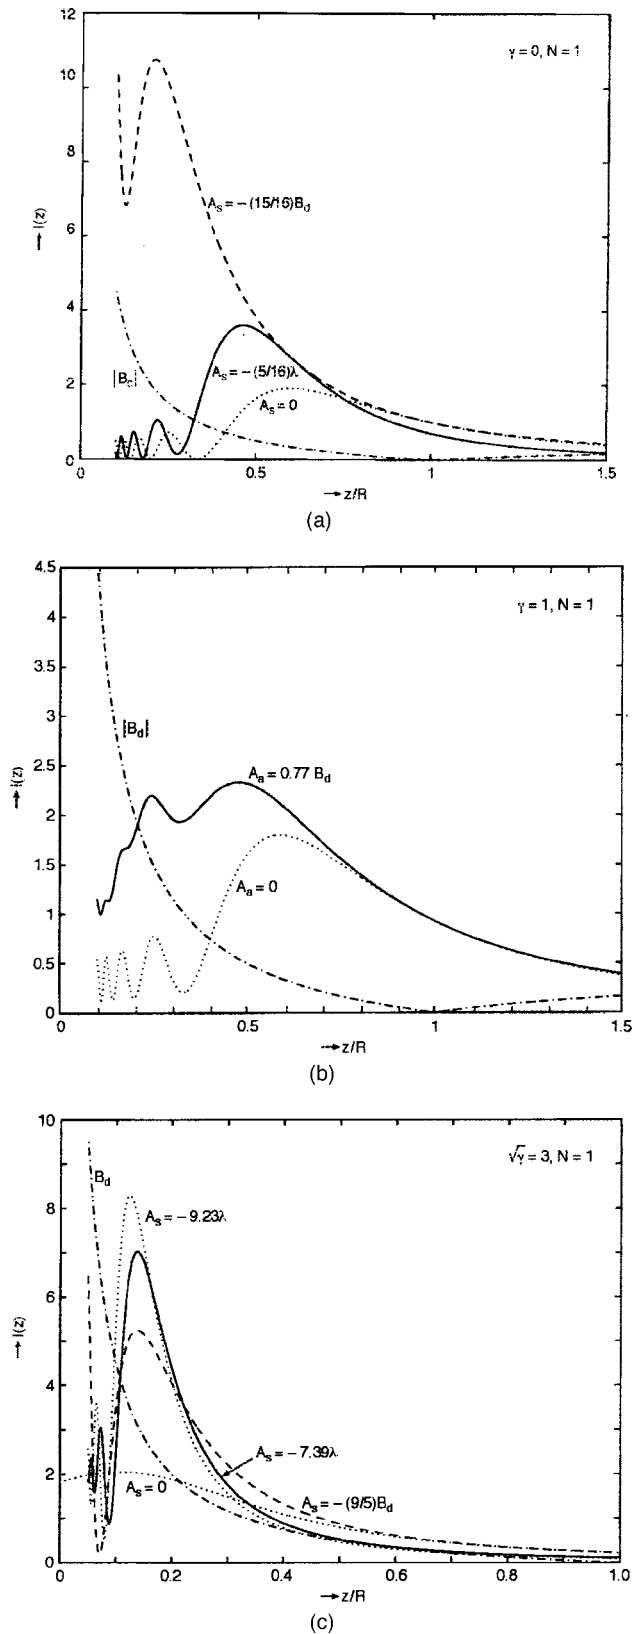 12
10
8
6
4
2
0
→ I(z)
γ = 0, N = 1
A_s = −(15/16)B_d
A_s = −(5/16)λ
A_s = 0
0
0.5
1
1.5
→ z/R
(a)
4.5
4
3.5
3
2.5
2
1.5
1
0.5
0
→ I(z)
γ = 1, N = 1
|B_d|
A_a = 0.77 B_d
A_a = 0
0
0.5
1
1.5
→ z/R
(b)
10
8
6
4
2
0
→ I(z)
√γ = 3, N = 1
B_d
A_s = −9.23λ
A_s = −7.39λ
A_s = 0
A_s = −(9/5)B_d
0
0.2
0.4
0.6
0.8
1.0
→ z/R
(c)